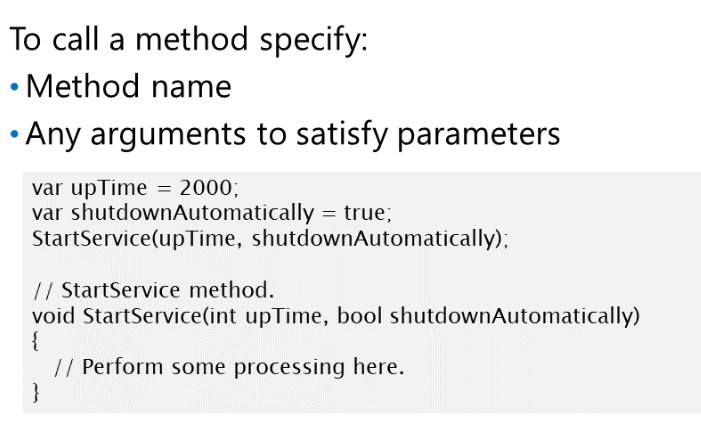 To call a method specify:
• Method name
• Any arguments to satisfy parameters
var upTime = 2000;
var shutdownAutomatically = true;
StartService(upTime, shutdownAutomatically);
// StartService method.
void StartService(int upTime, bool shutdownAutomatically)
{
// Perform some processing here.
}